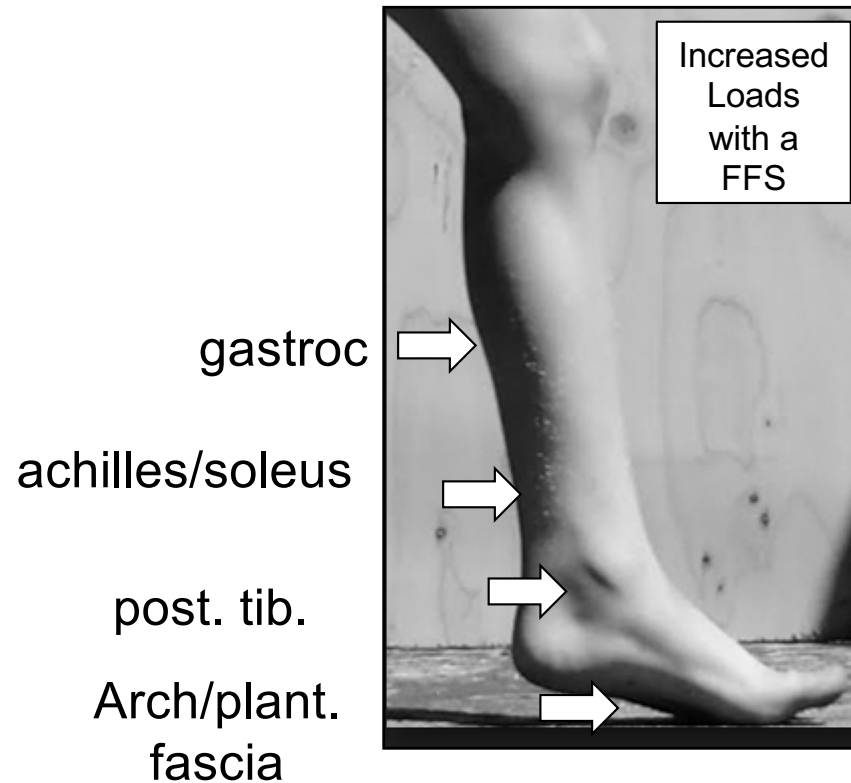 Increased
Loads
with a
FFS
gastroc
achilles/soleus
post. tib.
Arch/plant.
fascia